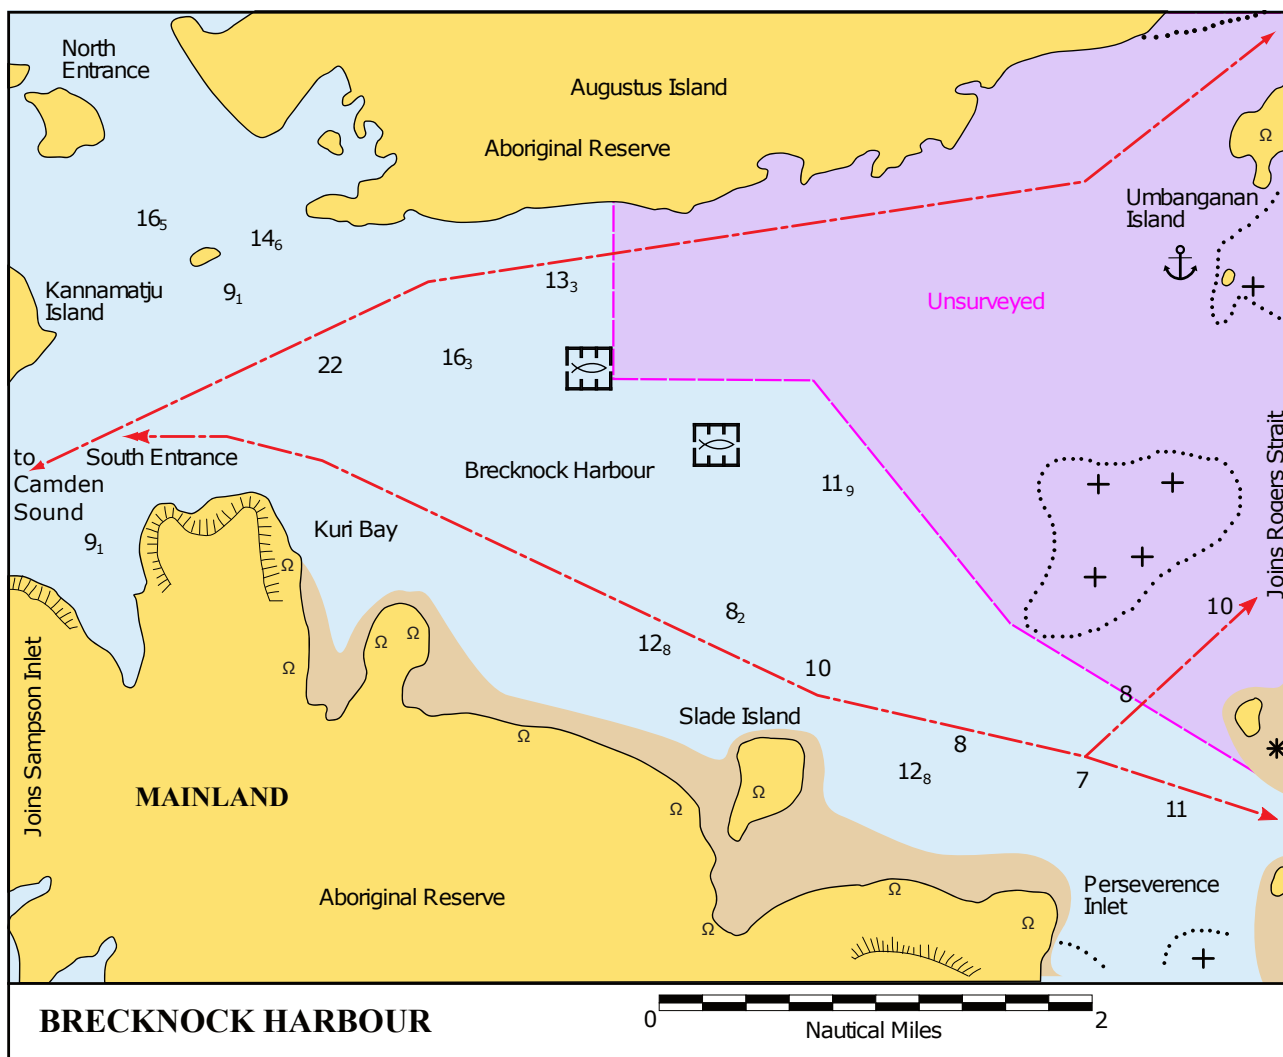 North
Entrance
Augustus Island
Aboriginal Reserve
Umbanganan
Island
16₅
14₆
9₁
13₃
Kannamatju
Island
Unsurveyed
22
16₃
to
Camden
Sound
South Entrance
Brecknock Harbour
11₉
9₁
Kuri Bay
Joins Rogers Strait
10
8₂
12₈
10
8
Slade Island
8
12₈
7
11
Joins Sampson Inlet
MAINLAND
Aboriginal Reserve
Perseverence
Inlet
BRECKNOCK HARBOUR
0
2
Nautical Miles